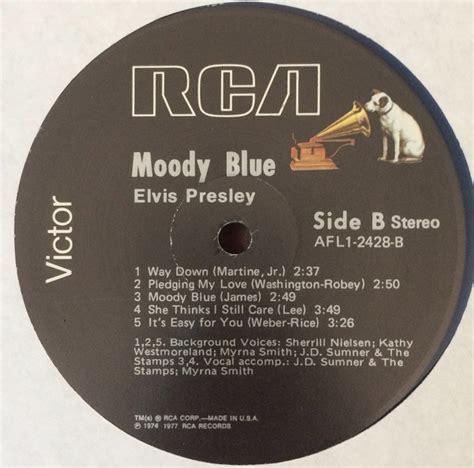 RCA
Victor
Moody Blue
Elvis Presley
Side B Stereo
AFL1-2428-B
1 Way Down (Martine, Jr.) 2:37
2 Pledging My Love (Washington-Robey) 2:50
3 Moody Blue (James) 2:49
4 She Thinks I Still Care (Lee) 3:49
5 It's Easy for You (Weber-Rice) 3:26
1,2,5. Background Voices: Sherrill Nielsen; Kathy
Westmoreland; Myrna Smith; J.D. Sumner & The
Stamps 3,4. Vocal accomp.: J.D. Sumner & The
Stamps; Myrna Smith
TM(s) ® RCA CORP.—MADE IN U.S.A.
℗ 1974 1977 RCA RECORDS